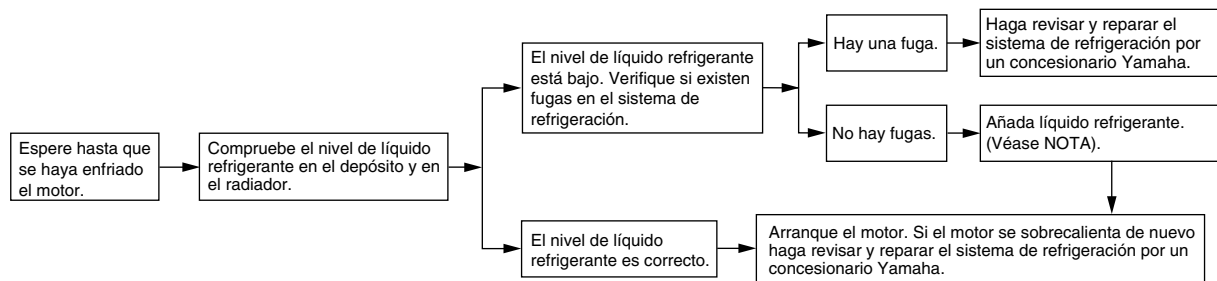 Espere hasta que
se haya enfriado
el motor.
Compruebe el nivel de líquido
refrigerante en el depósito y en
el radiador.
El nivel de líquido refrigerante
está bajo. Verifique si existen
fugas en el sistema de
refrigeración.
Hay una fuga.
Haga revisar y reparar el
sistema de refrigeración por
un concesionario Yamaha.
No hay fugas.
Añada líquido refrigerante.
(Véase NOTA).
El nivel de líquido
refrigerante es correcto.
Arranque el motor. Si el motor se sobrecalienta de nuevo
haga revisar y reparar el sistema de refrigeración por un
concesionario Yamaha.